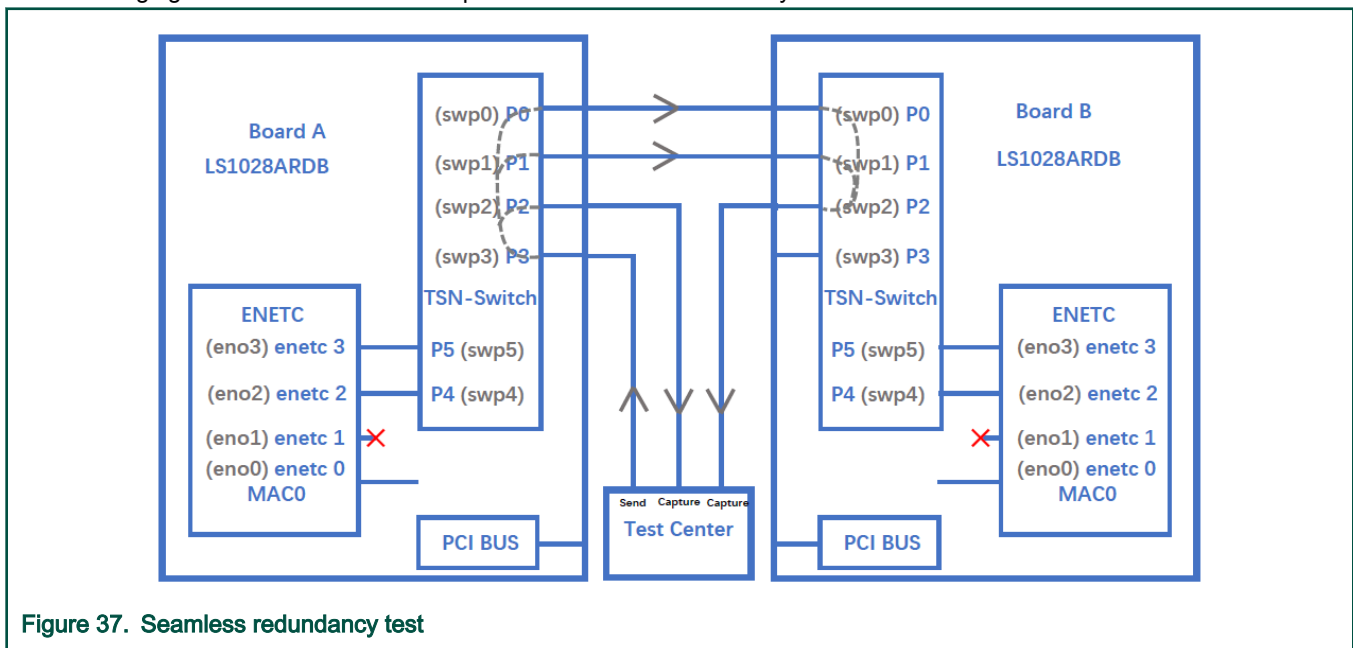 Board A
LS1028ARDB
(swp0) P0
(swp1) P1
(swp2) P2
(swp3) P3
TSN-Switch
P5 (swp5)
P4 (swp4)
ENETC
(eno3) enetc 3
(eno2) enetc 2
(eno1) enetc 1
(eno0) enetc 0
MAC0
PCI BUS
Send Capture Capture
Test Center
(swp0) P0
(swp1) P1
(swp2) P2
(swp3) P3
TSN-Switch
P5 (swp5)
P4 (swp4)
Board B
LS1028ARDB
ENETC
(eno3) enetc 3
(eno2) enetc 2
(eno1) enetc 1
(eno0) enetc 0
MAC0
PCI BUS
Figure 37. Seamless redundancy test